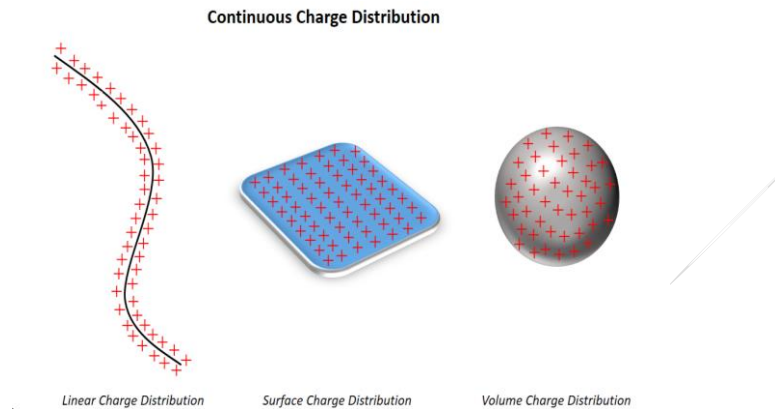 Continuous Charge Distribution
Linear Charge Distribution
Surface Charge Distribution
Volume Charge Distribution